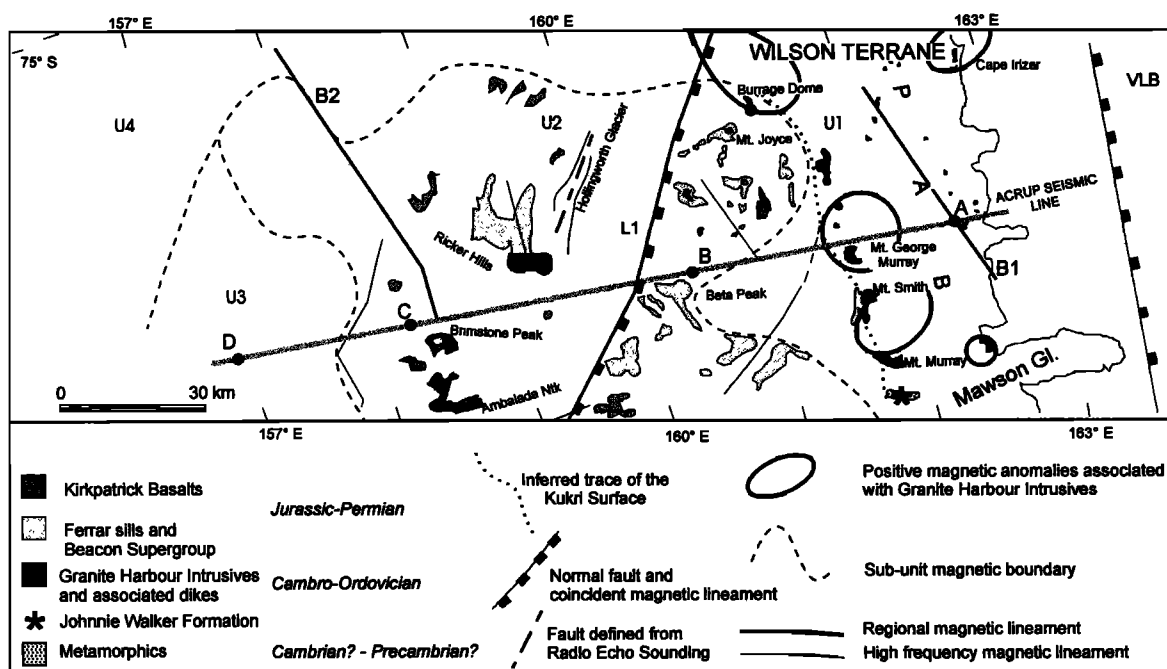 157° E
160° E
163° E
75° S
WILSON TERRANE
Cape Irizer
VLB
B2
Burrage Dome
P
U4
U2
U1
Hollingworth Glacier
Mt. Joyce
A
A
ACRUP SEISMIC
LINE
L1
Ricker Hills
Mt. George
Murray
B
B1
B
Mt. Smith
U3
Beta Peak
C
Brimstone Peak
D
Mt. Murray
Mawson Gl.
0 30 km
Ambalada Ntk
157° E
160° E
163° E
Kirkpatrick Basalts
Jurassic-Permian
Ferrar sills and
Beacon Supergroup
Granite Harbour Intrusives
and associated dikes
Cambro-Ordovician
Johnnie Walker Formation
Metamorphics
Cambrian? - Precambrian?
Inferred trace of the
Kukri Surface
Normal fault and
coincident magnetic lineament
Fault defined from
Radio Echo Sounding
Positive magnetic anomalies associated
with Granite Harbour Intrusives
Sub-unit magnetic boundary
Regional magnetic lineament
High frequency magnetic lineament